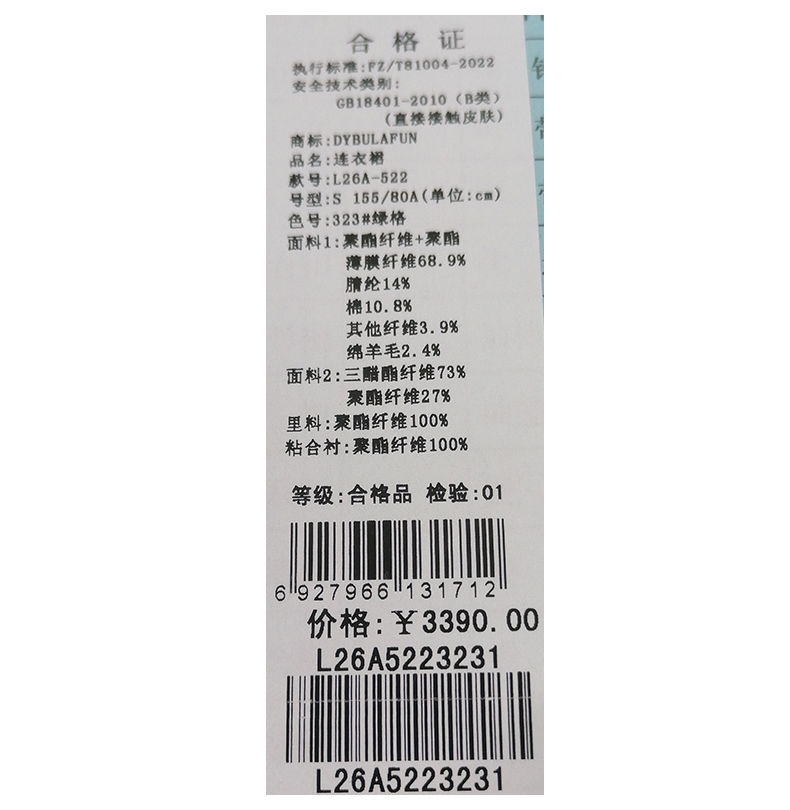 合格证
执行标准:FZ/T81004-2022
安全技术类别:
GB18401-2010（B类）
(直接接触皮肤)
商标:DYBULAFUN
品名:连衣裙
款号:L26A-522
号型:S 155/80A(单位:cm)
色号:323#绿格
面料1:聚酯纤维+聚酯
薄膜纤维68.9%
腈纶14%
棉10.8%
其他纤维3.9%
绵羊毛2.4%
面料2:三醋酯纤维73%
聚酯纤维27%
里料:聚酯纤维100%
粘合衬:聚酯纤维100%
等级:合格品 检验:01
6 927966 131712
价格:￥3390.00
L26A5223231
L26A5223231